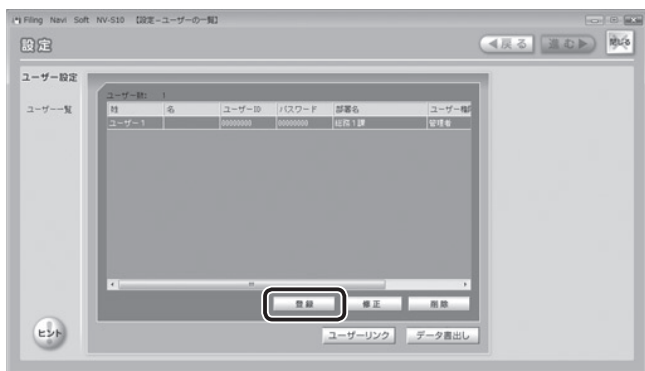 Filing Navi Soft NV-S10 【設定-ユーザーの一覧】
設定
戻る 進む 閉じる
ユーザー設定
ユーザー一覧
ユーザー数: 1
姓 名 ユーザーID パスワード 部署名 ユーザー権限
ユーザー1 00000000 00000000 総務1課 管理者
登録 修正 削除
ユーザーリンク データ書出し
ヒント